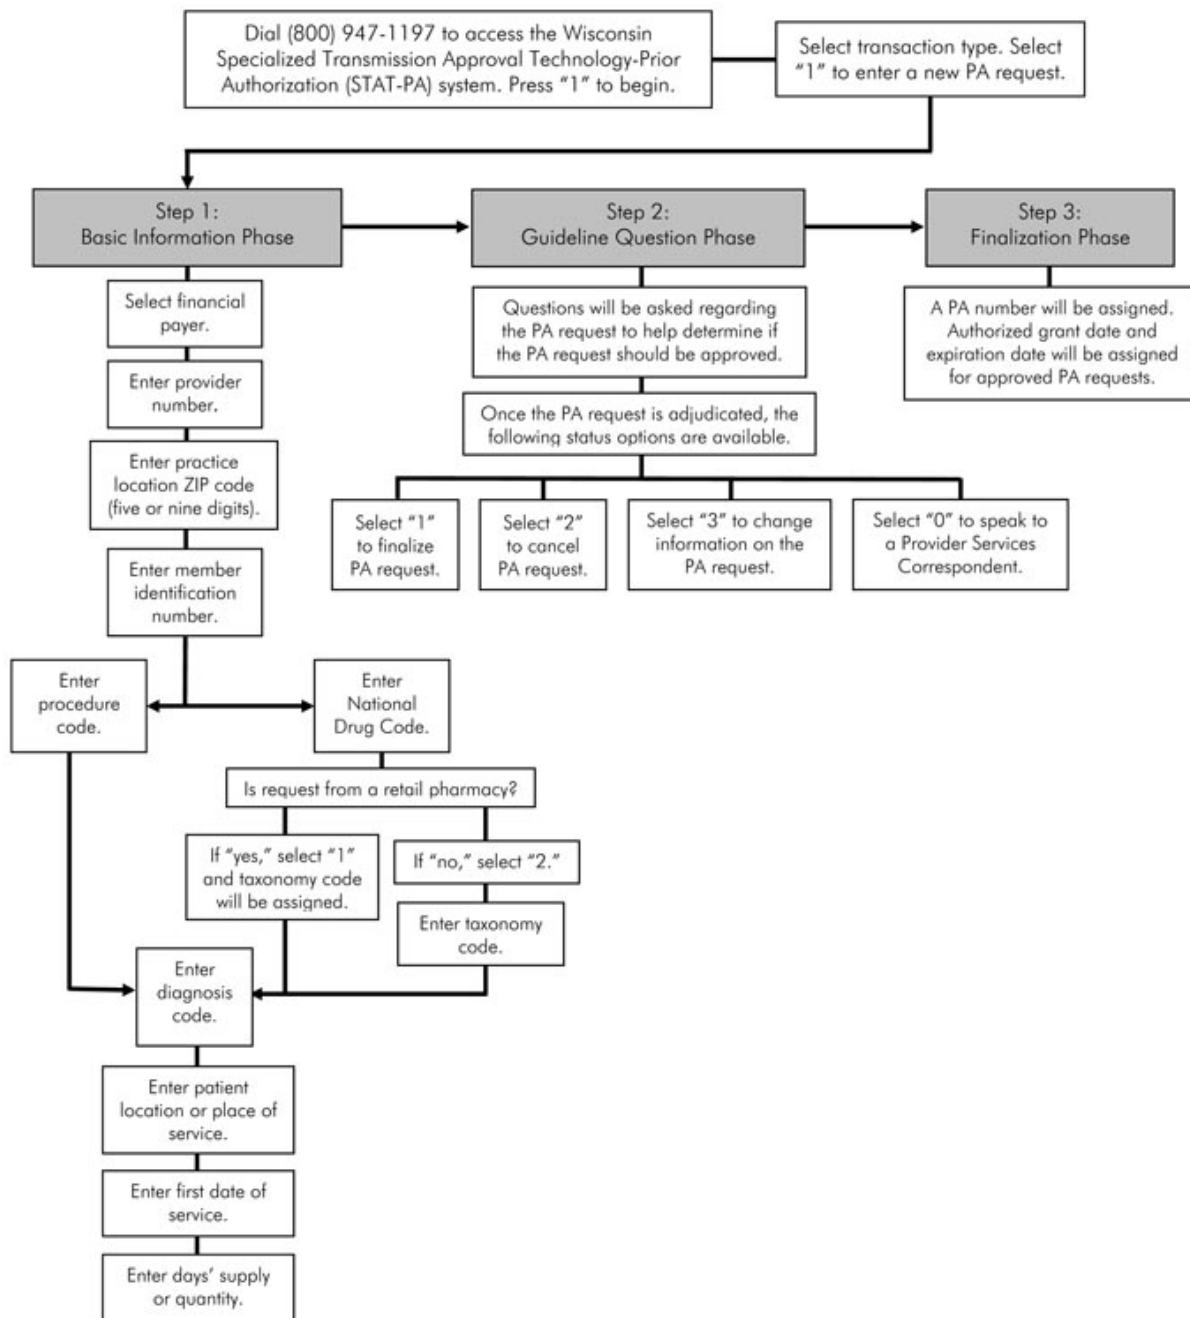 Dial (800) 947-1197 to access the Wisconsin
Specialized Transmission Approval Technology-Prior
Authorization (STAT-PA) system. Press “1” to begin.
Select transaction type. Select
“1” to enter a new PA request.
Step 1:
Basic Information Phase
Step 2:
Guideline Question Phase
Step 3:
Finalization Phase
Select financial
payer.
Enter provider
number.
Enter practice
location ZIP code
(five or nine digits).
Enter member
identification
number.
Questions will be asked regarding
the PA request to help determine if
the PA request should be approved.
Once the PA request is adjudicated, the
following status options are available.
Select “1”
to finalize
PA request.
Select “2”
to cancel
PA request.
Select “3” to change
information on the
PA request.
Select “0” to speak to
a Provider Services
Correspondent.
A PA number will be assigned.
Authorized grant date and
expiration date will be assigned
for approved PA requests.
Enter
procedure
code.
Enter
National
Drug Code.
Is request from a retail pharmacy?
If “yes,” select “1”
and taxonomy code
will be assigned.
If “no,” select “2.”
Enter taxonomy
code.
Enter
diagnosis
code.
Enter patient
location or place of
service.
Enter first date of
service.
Enter days’ supply
or quantity.